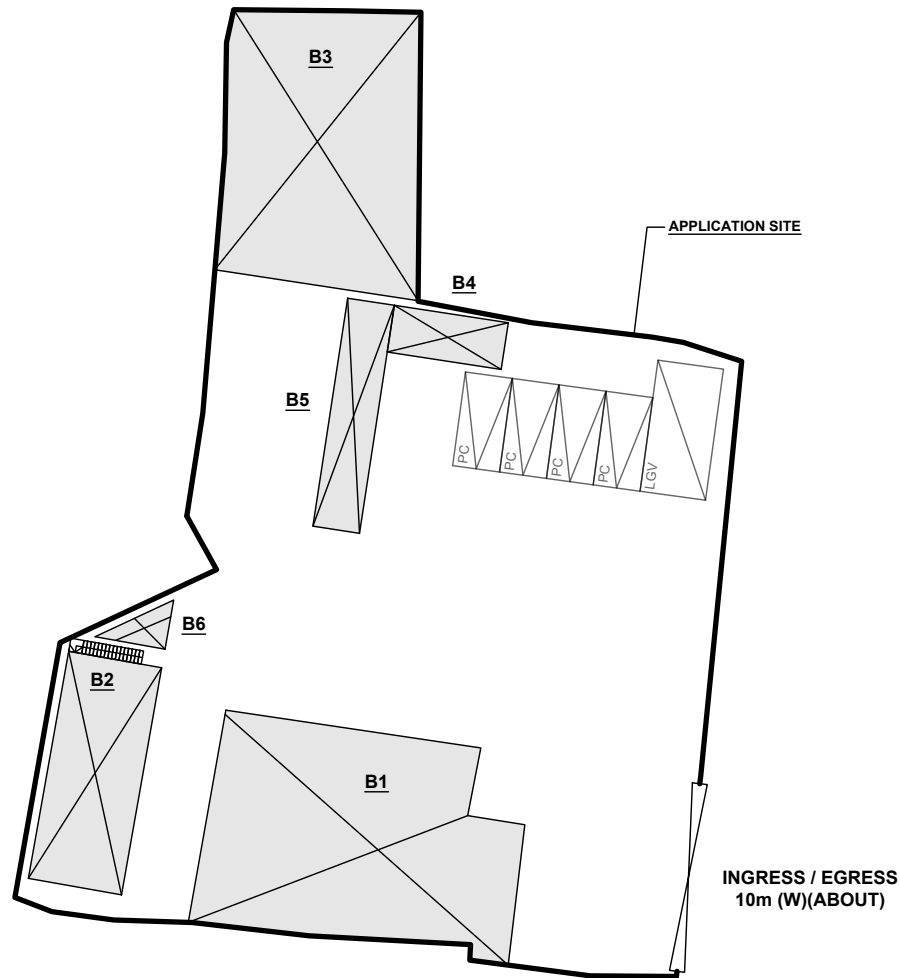 B3
APPLICATION SITE
B4
B5
PC
PC
PC
PC
LGV
B6
B2
B1
INGRESS / EGRESS
10m (W)(ABOUT)